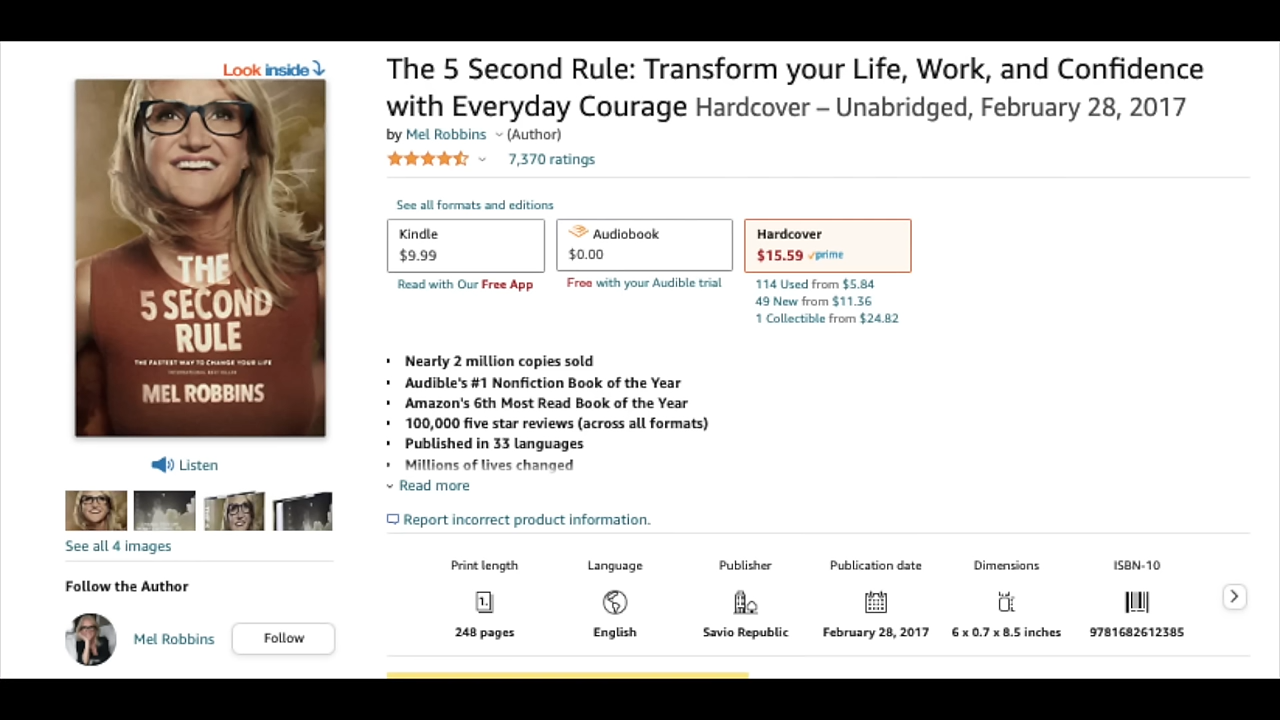 Look inside
THE
5 SECOND
RULE
THE FASTEST WAY TO CHANGE YOUR LIFE
INTERNATIONAL BEST SELLER
MEL ROBBINS
Listen
See all 4 images
Follow the Author
Mel Robbins
Follow
The 5 Second Rule: Transform your Life, Work, and Confidence
with Everyday Courage Hardcover – Unabridged, February 28, 2017
by Mel Robbins (Author)
7,370 ratings
See all formats and editions
Kindle
$9.99
Read with Our Free App
Audiobook
$0.00
Free with your Audible trial
Hardcover
$15.59 prime
114 Used from $5.84
49 New from $11.36
1 Collectible from $24.82
Nearly 2 million copies sold
Audible's #1 Nonfiction Book of the Year
Amazon's 6th Most Read Book of the Year
100,000 five star reviews (across all formats)
Published in 33 languages
Millions of lives changed
Read more
Report incorrect product information.
Print length
248 pages
Language
English
Publisher
Savio Republic
Publication date
February 28, 2017
Dimensions
6 x 0.7 x 8.5 inches
ISBN-10
9781682612385